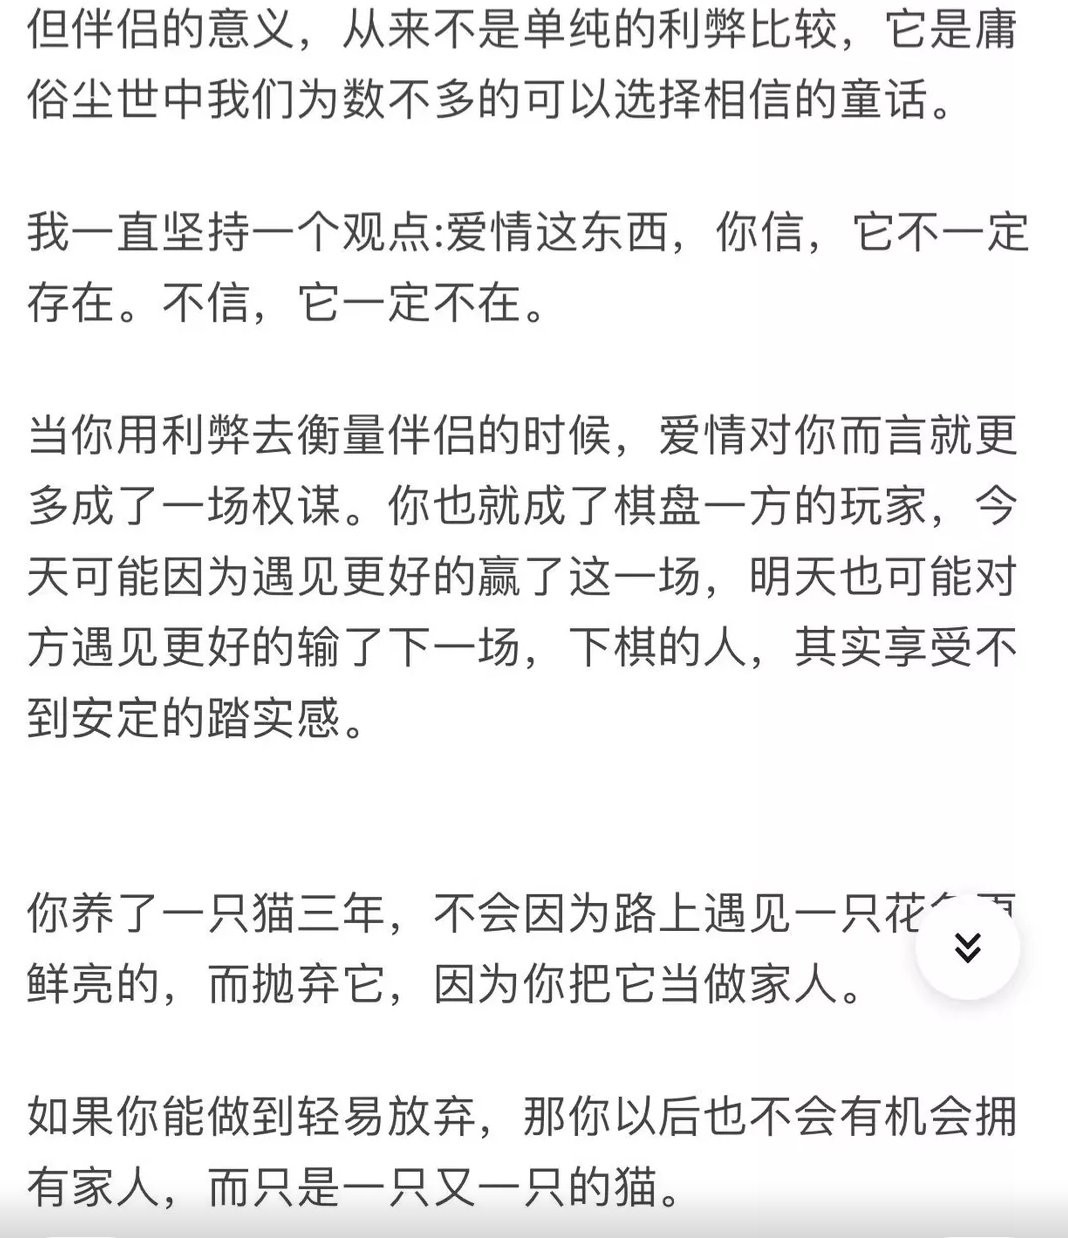 但伴侣的意义，从来不是单纯的利弊比较，它是庸
俗尘世中我们为数不多的可以选择相信的童话。
我一直坚持一个观点:爱情这东西，你信，它不一定
存在。不信，它一定不在。
当你用利弊去衡量伴侣的时候，爱情对你而言就更
多成了一场权谋。你也就成了棋盘一方的玩家，今
天可能因为遇见更好的赢了这一场，明天也可能对
方遇见更好的输了下一场，下棋的人，其实享受不
到安定的踏实感。
你养了一只猫三年，不会因为路上遇见一只花
鲜亮的，而抛弃它，因为你把它当做家人。
如果你能做到轻易放弃，那你以后也不会有机会拥
有家人，而只是一只又一只的猫。